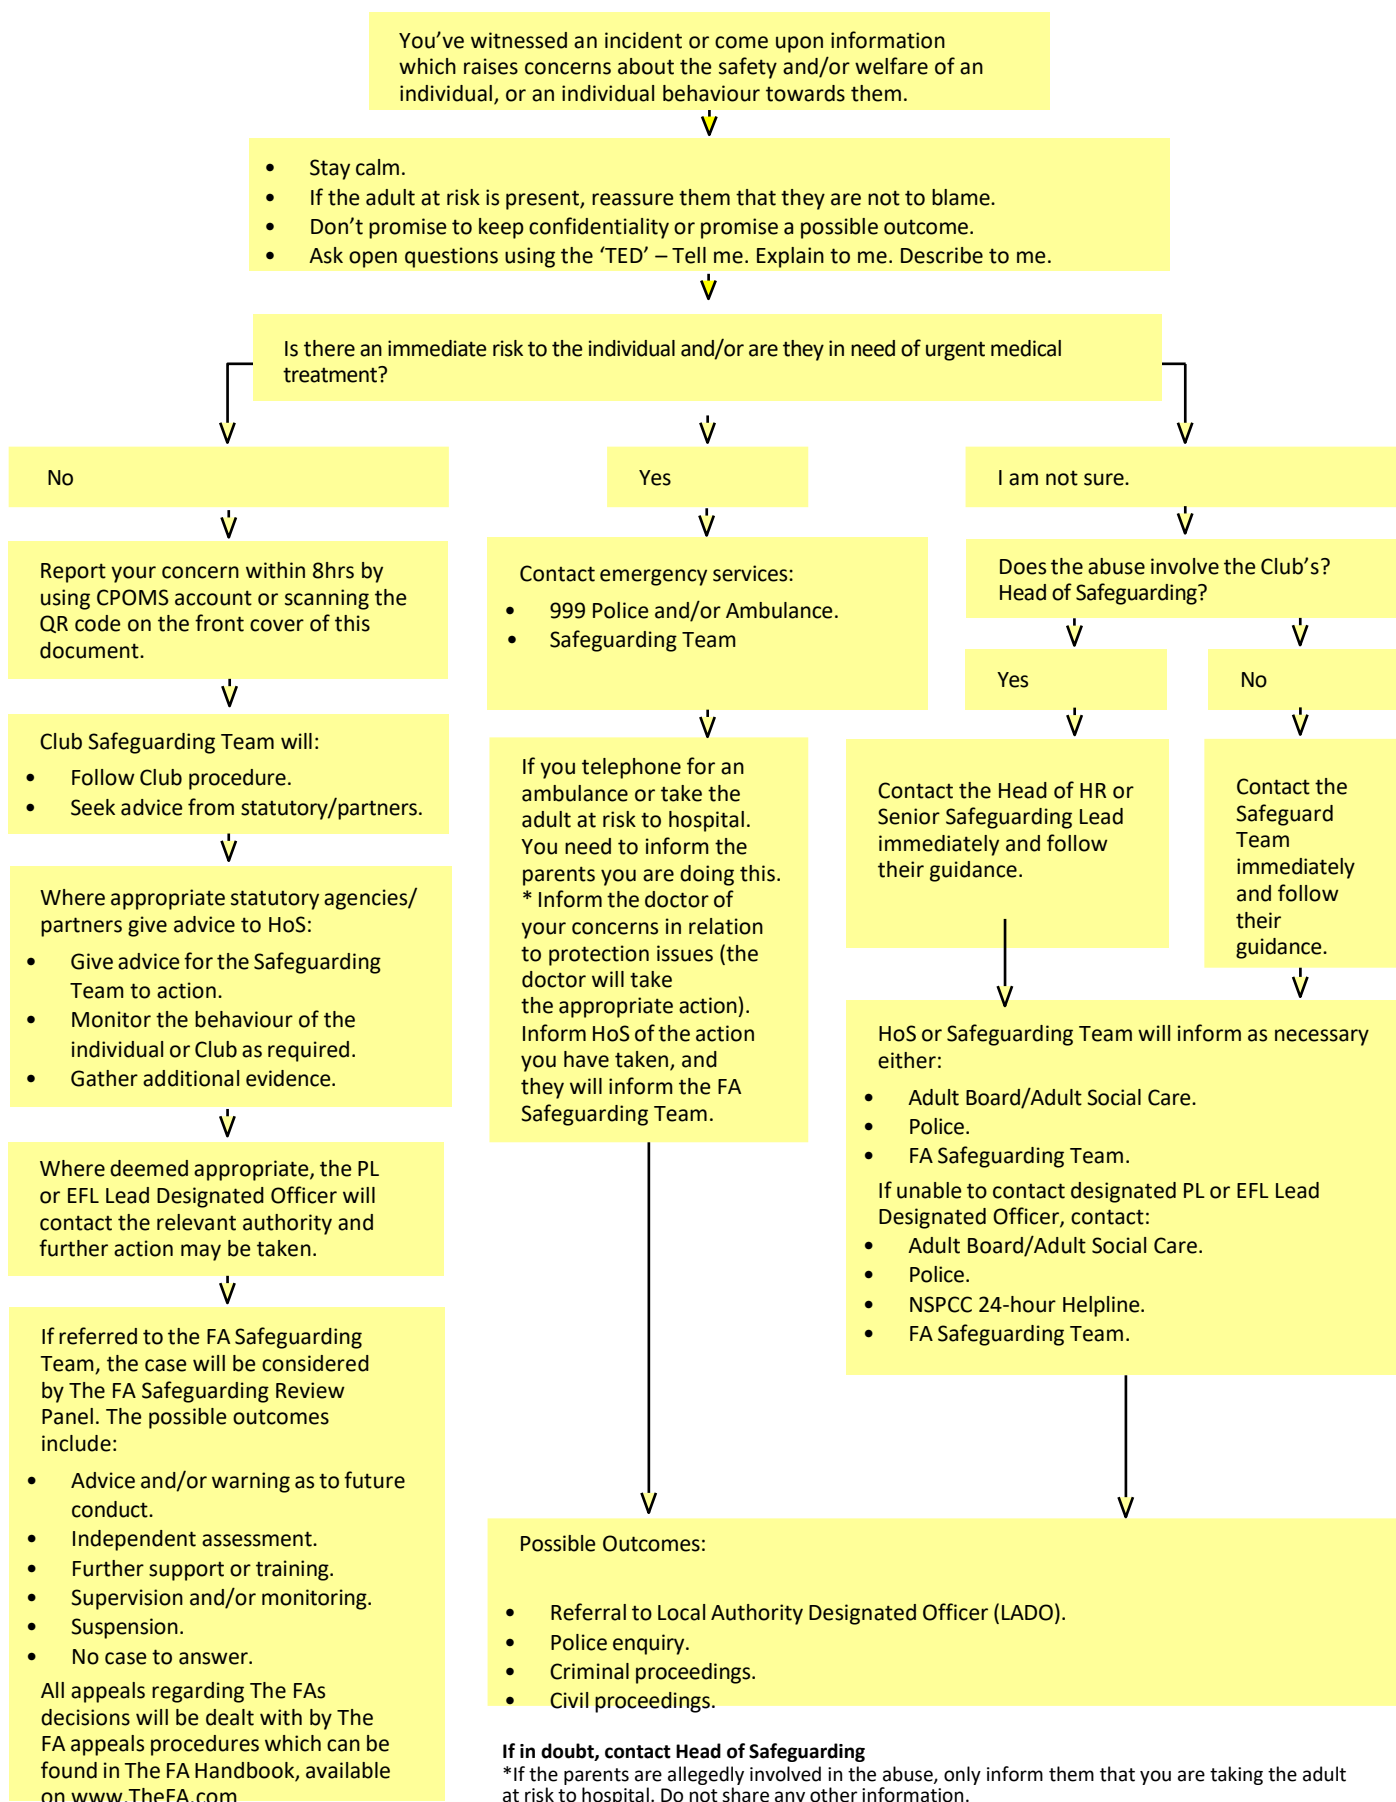 You’ve witnessed an incident or come upon information
which raises concerns about the safety and/or welfare of an
individual, or an individual behaviour towards them.
• Stay calm.
• If the adult at risk is present, reassure them that they are not to blame.
• Don’t promise to keep confidentiality or promise a possible outcome.
• Ask open questions using the ‘TED’ – Tell me. Explain to me. Describe to me.
Is there an immediate risk to the individual and/or are they in need of urgent medical
treatment?
No
Report your concern within 8hrs by
using CPOMS account or scanning the
QR code on the front cover of this
document.
Club Safeguarding Team will:
• Follow Club procedure.
• Seek advice from statutory/partners.
Where appropriate statutory agencies/
partners give advice to HoS:
• Give advice for the Safeguarding
Team to action.
• Monitor the behaviour of the
individual or Club as required.
• Gather additional evidence.
Where deemed appropriate, the PL
or EFL Lead Designated Officer will
contact the relevant authority and
further action may be taken.
If referred to the FA Safeguarding
Team, the case will be considered
by The FA Safeguarding Review
Panel. The possible outcomes
include:
• Advice and/or warning as to future
conduct.
• Independent assessment.
• Further support or training.
• Supervision and/or monitoring.
• Suspension.
• No case to answer.
All appeals regarding The FAs
decisions will be dealt with by The
FA appeals procedures which can be
found in The FA Handbook, available
on www.TheFA.com
Yes
Contact emergency services:
• 999 Police and/or Ambulance.
• Safeguarding Team
If you telephone for an
ambulance or take the
adult at risk to hospital.
You need to inform the
parents you are doing this.
* Inform the doctor of
your concerns in relation
to protection issues (the
doctor will take
the appropriate action).
Inform HoS of the action
you have taken, and
they will inform the FA
Safeguarding Team.
I am not sure.
Does the abuse involve the Club’s?
Head of Safeguarding?
Yes
Contact the Head of HR or
Senior Safeguarding Lead
immediately and follow
their guidance.
No
Contact the
Safeguard
Team
immediately
and follow
their
guidance.
HoS or Safeguarding Team will inform as necessary
either:
• Adult Board/Adult Social Care.
• Police.
• FA Safeguarding Team.
If unable to contact designated PL or EFL Lead
Designated Officer, contact:
• Adult Board/Adult Social Care.
• Police.
• NSPCC 24-hour Helpline.
• FA Safeguarding Team.
Possible Outcomes:
• Referral to Local Authority Designated Officer (LADO).
• Police enquiry.
• Criminal proceedings.
• Civil proceedings.
If in doubt, contact Head of Safeguarding
*If the parents are allegedly involved in the abuse, only inform them that you are taking the adult
at risk to hospital. Do not share any other information.